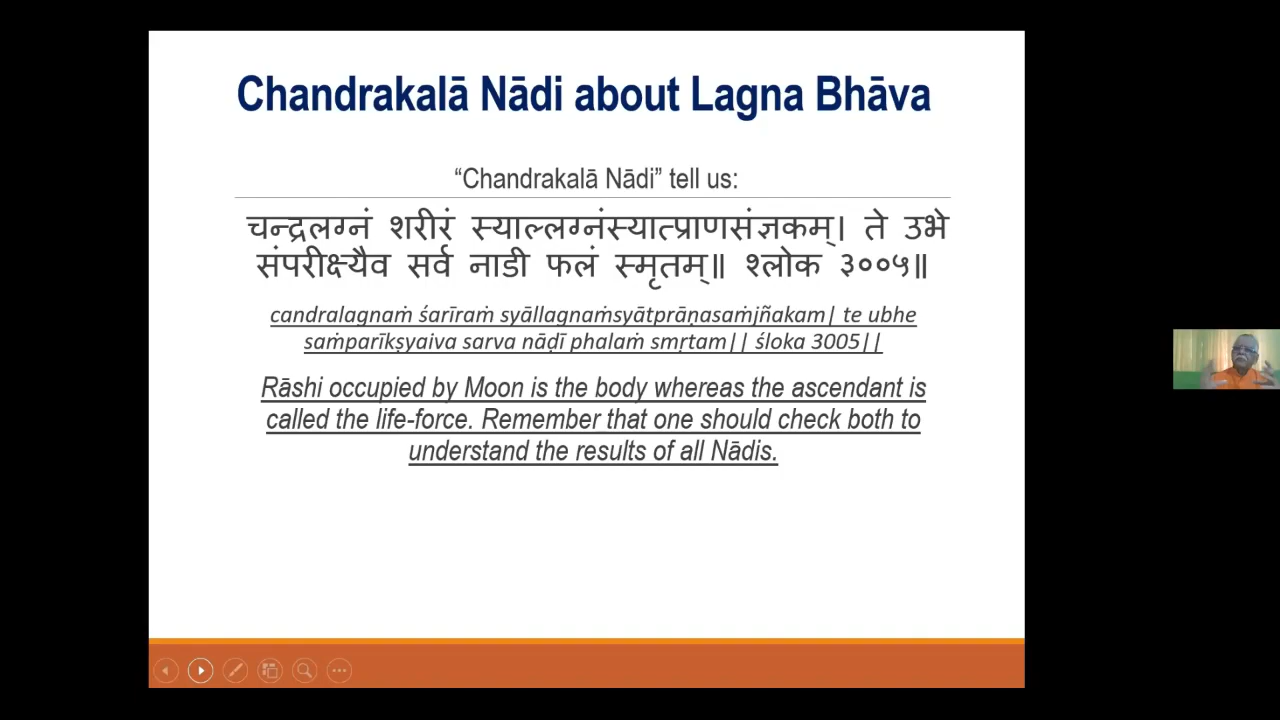 Chandrakalā Nādi about Lagna Bhāva
“Chandrakalā Nādi” tell us:
चन्द्रलग्नं शरीरं स्याल्लग्नंस्यात्प्राणसंज्ञकम्। ते उभे
संपरीक्ष्यैव सर्व नाडी फलं स्मृतम्॥ श्लोक ३००५॥
candralagnaṁ śarīraṁ syāllagnaṁsyātprāṇasaṁjñakam| te ubhe
saṁparīkṣyaiva sarva nāḍī phalaṁ smṛtam|| śloka 3005||
Rāshi occupied by Moon is the body whereas the ascendant is
called the life-force. Remember that one should check both to
understand the results of all Nādis.